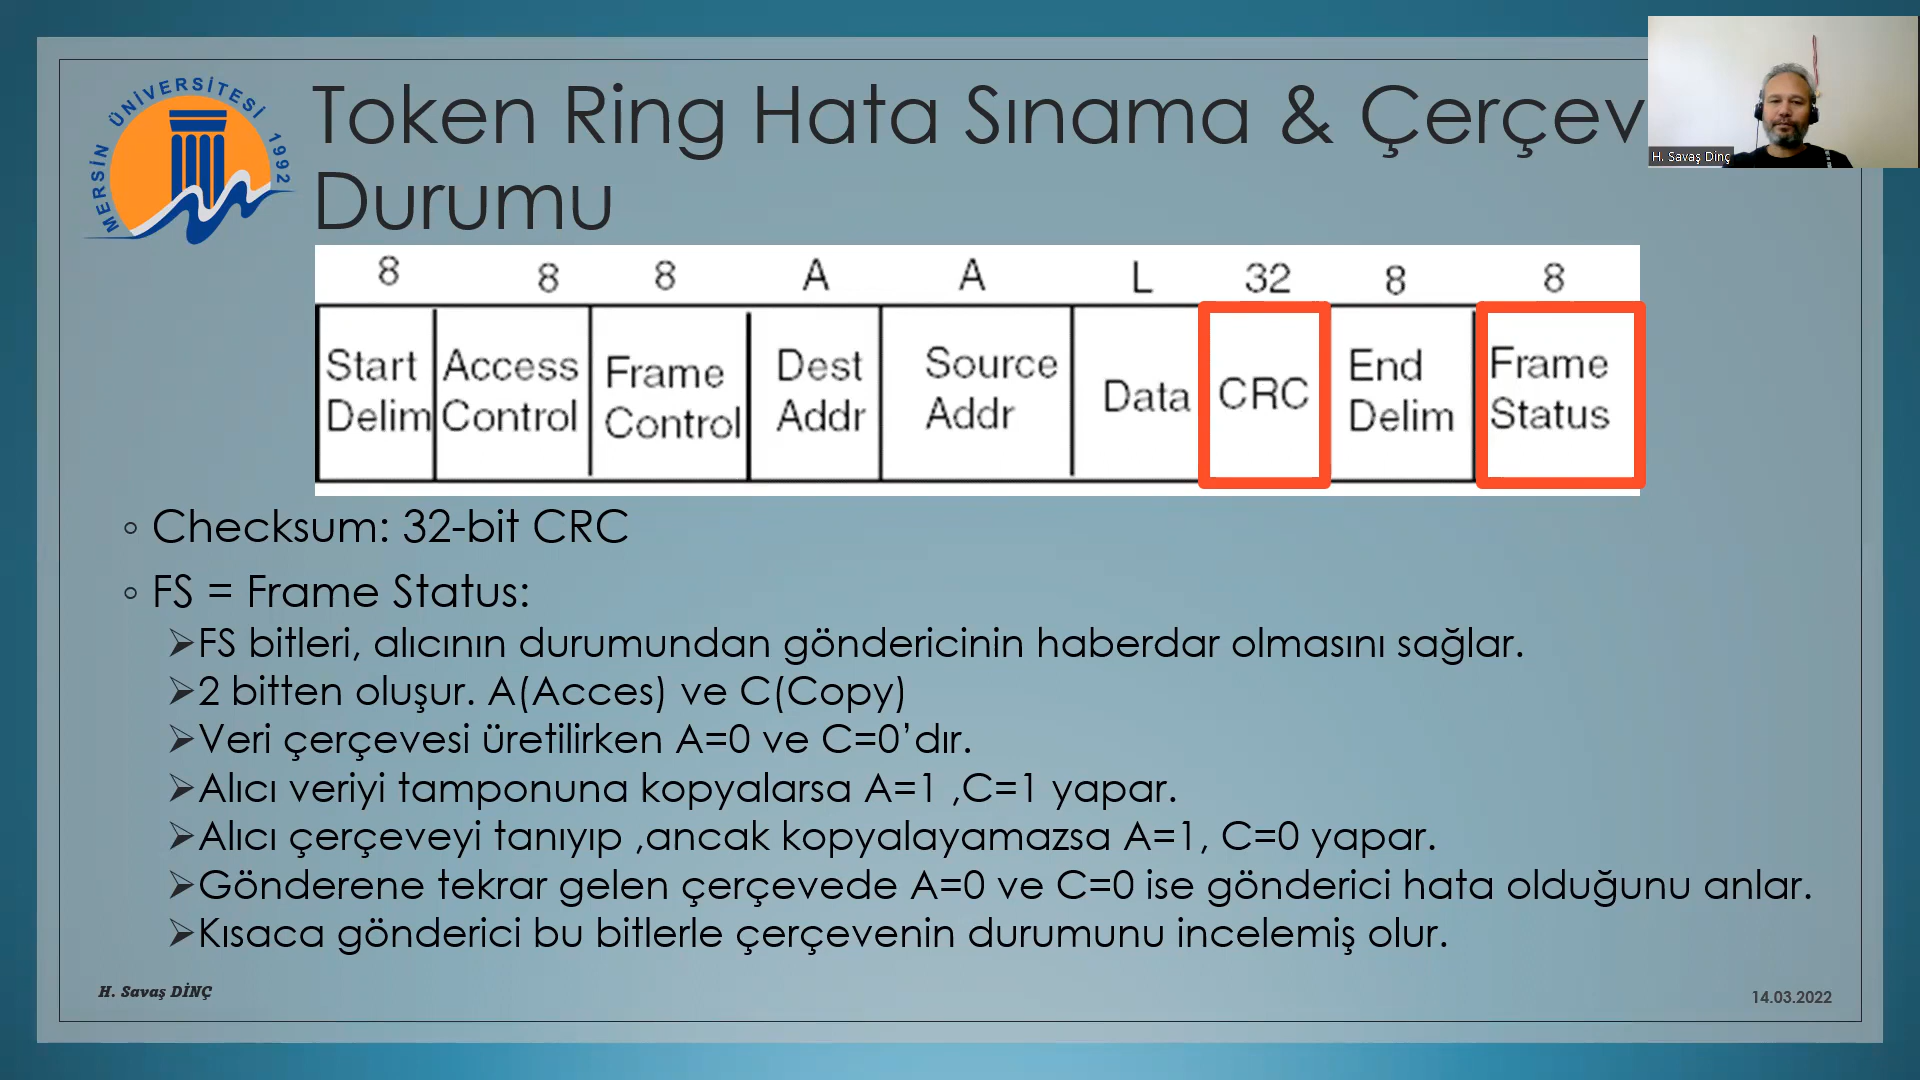 MERSİN ÜNİVERSİTESİ 1992
Token Ring Hata Sınama & Çerçev
Durumu
H. Savaş Dinç
8 8 8 A A L 32 8 8
Start Delim
Access Control
Frame Control
Dest Addr
Source Addr
Data
CRC
End Delim
Frame Status
◦ Checksum: 32-bit CRC
◦ FS = Frame Status:
➢FS bitleri, alıcının durumundan göndericinin haberdar olmasını sağlar.
➢2 bitten oluşur. A(Acces) ve C(Copy)
➢Veri çerçevesi üretilirken A=0 ve C=0’dır.
➢Alıcı veriyi tamponuna kopyalarsa A=1 ,C=1 yapar.
➢Alıcı çerçeveyi tanıyıp ,ancak kopyalayamazsa A=1, C=0 yapar.
➢Gönderene tekrar gelen çerçevede A=0 ve C=0 ise gönderici hata olduğunu anlar.
➢Kısaca gönderici bu bitlerle çerçevenin durumunu incelemiş olur.
H. Savaş DİNÇ
14.03.2022